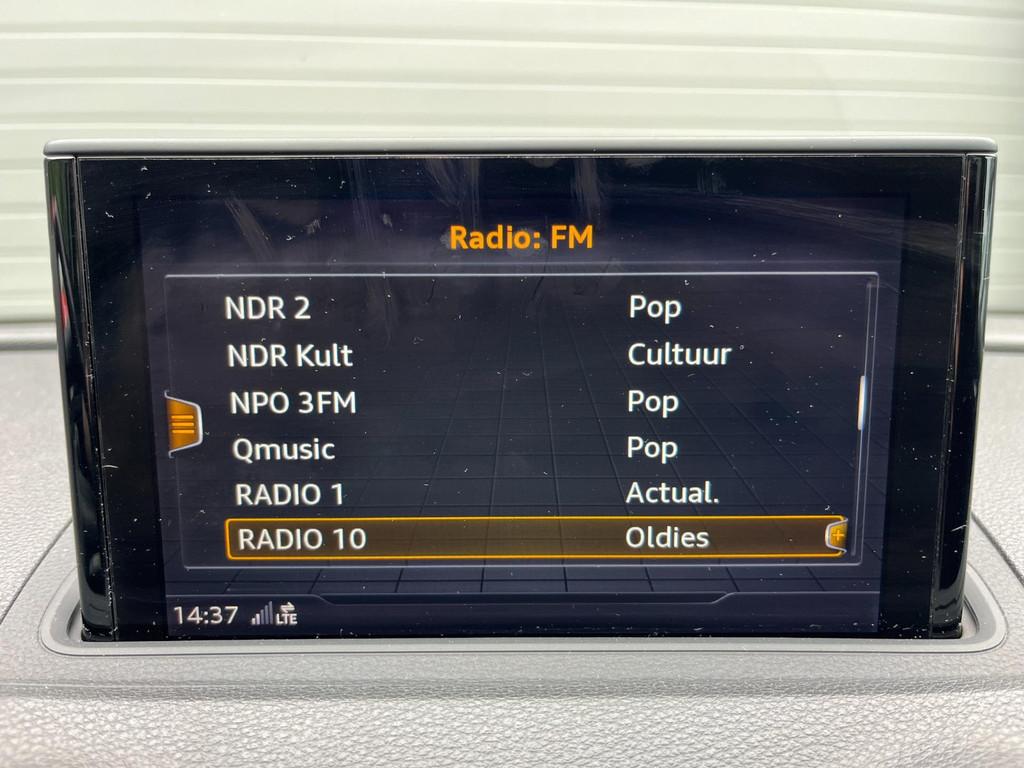 Radio: FM
NDR 2 Pop
NDR Kult Cultuur
NPO 3FM Pop
Qmusic Pop
RADIO 1 Actual.
RADIO 10 Oldies
14:37 LTE